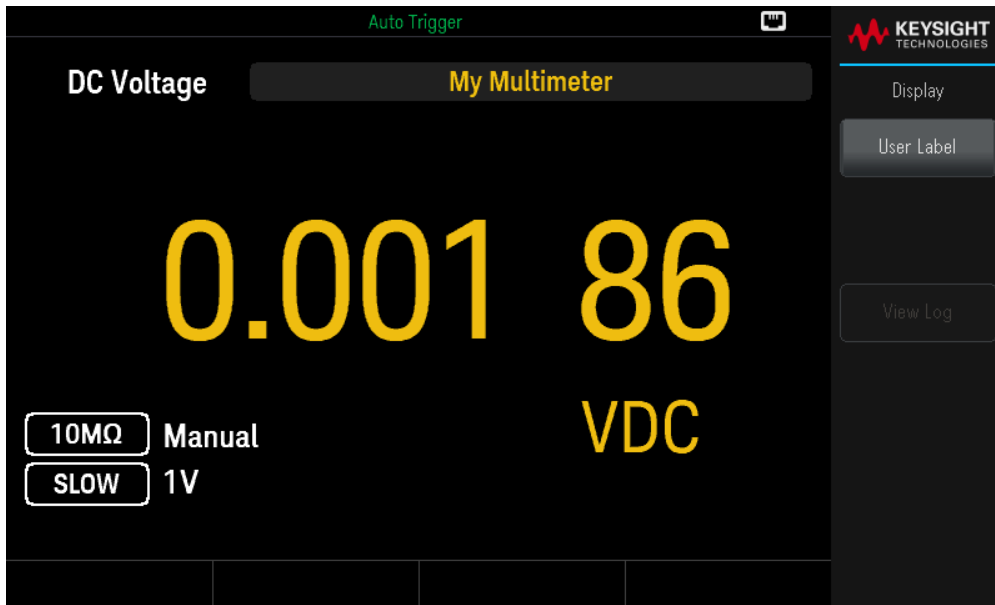 Auto Trigger
KEYSIGHT
TECHNOLOGIES
DC Voltage My Multimeter
Display
User Label
0.001 86
View Log
VDC
10MΩ Manual
SLOW 1V